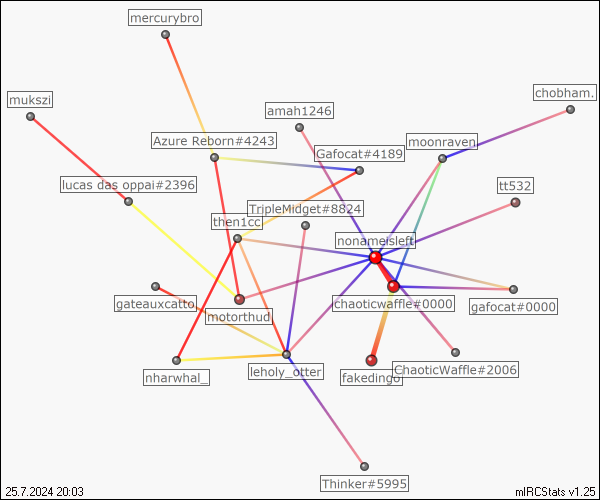 mercurybro
chobham.
mukszi
amah1246
Azure Reborn#4243
moonraven
Gafocat#4189
lucas das oppai#2396
tt532
TripleMidget#8824
then1cc
nonameisleft
gateauxcatto
chaoticwaffle#0000
gafocat#0000
motorthud
leholy_otter
ChaoticWaffle#2006
nharwhal_
fakedingo
Thinker#5995
25.7.2024 20:03
mIRCStats v1.25